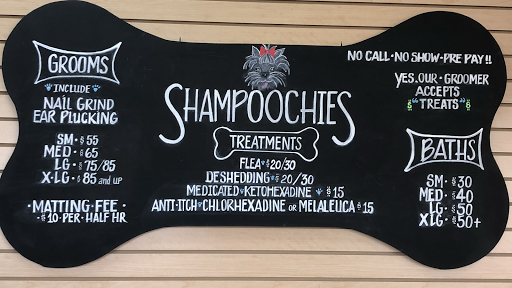 GROOMS
INCLUDE
NAIL GRIND
EAR PLUCKING
SM · $ 55
MED · $ 65
LG · $ 75/85
X-LG · $ 85 and up
· MATTING · FEE ·
· $ 10 · PER · HALF HR
SHAMPOOCHIES
TREATMENTS
FLEA $ 20/30
DESHEDDING $ 20/30
MEDICATED KETOHEXADINE $ 15
ANTI-ITCH CHLORHEXADINE OR MELALEUCA $ 15
NO CALL · NO SHOW · PRE PAY!!
YES, OUR · GROOMER
ACCEPTS
$ "TREATS" $
BATHS
SM · $ 30
MED · $ 40
LG · $ 50
XLG · $ 50+